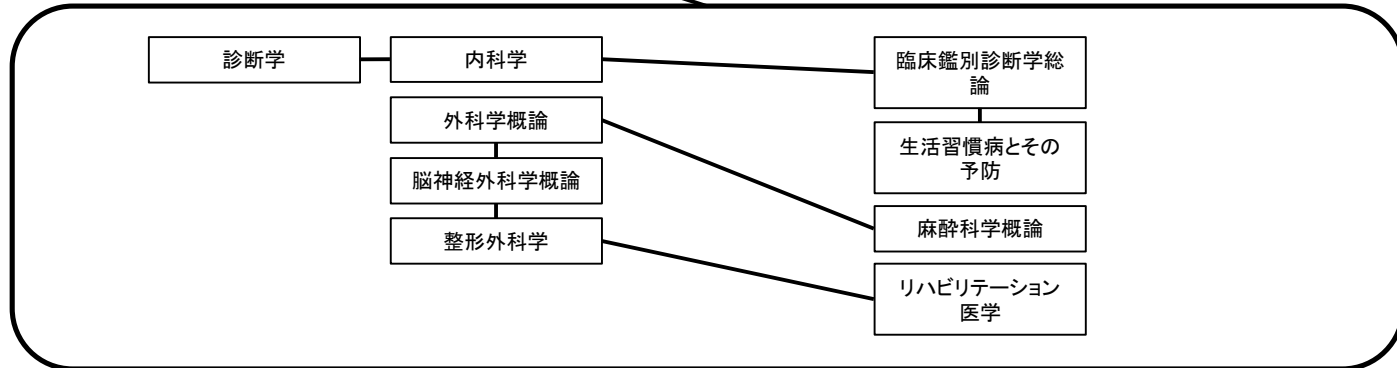 診断学
内科学
外科学概論
脳神経外科学概論
整形外科学
臨床鑑別診断学総
論
生活習慣病とその
予防
麻酔科学概論
リハビリテーション
医学